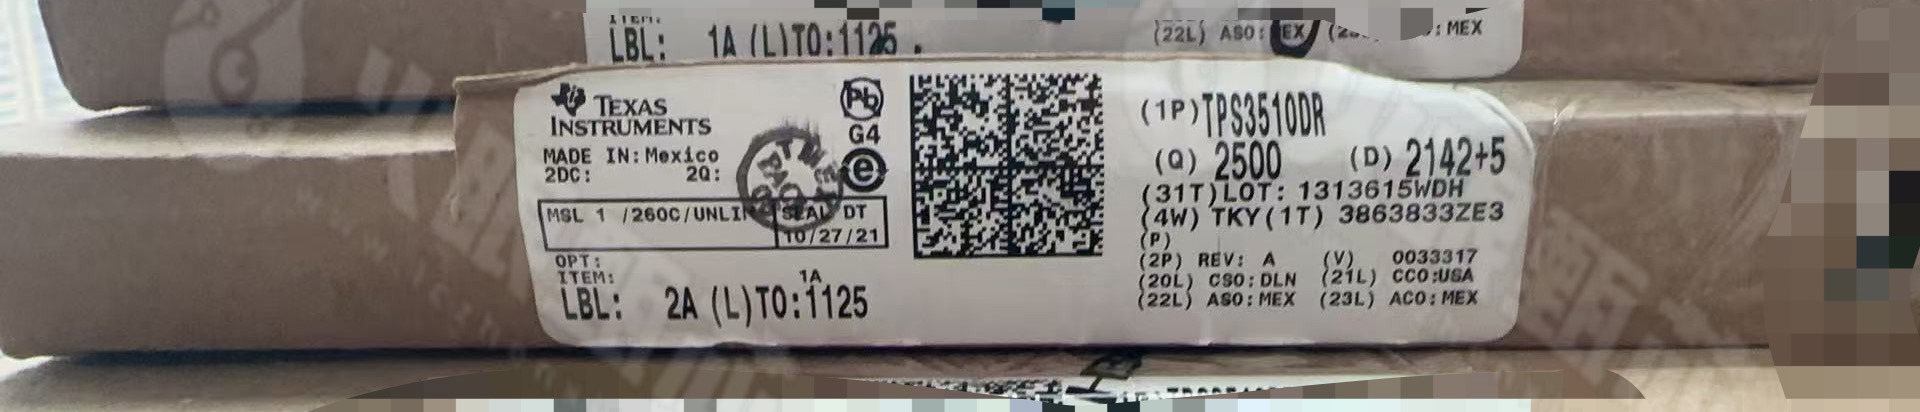 LBL: 1A (L)TO:1125
(22L) ASO: MEX : MEX
TEXAS
INSTRUMENTS
Pb
G4
e
MADE IN: Mexico
2DC: 2Q:
MSL 1 /260C/UNLIM SEAL DT
10/27/21
OPT:
ITEM: 1A
LBL: 2A (L)TO:1125
(1P)TPS3510DR
(Q) 2500 (D) 2142+5
(31T)LOT: 1313615WDH
(4W) TKY(1T) 3863833ZE3
(P)
(2P) REV: A (V) 0033317
(20L) CSO:DLN (21L) CCO:USA
(22L) ASO:MEX (23L) ACO:MEX